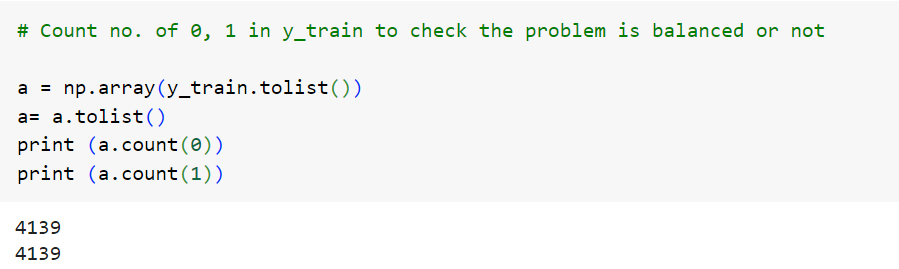 # Count no. of 0, 1 in y_train to check the problem is balanced or not
a = np.array(y_train.tolist())
a= a.tolist()
print (a.count(0))
print (a.count(1))
4139
4139